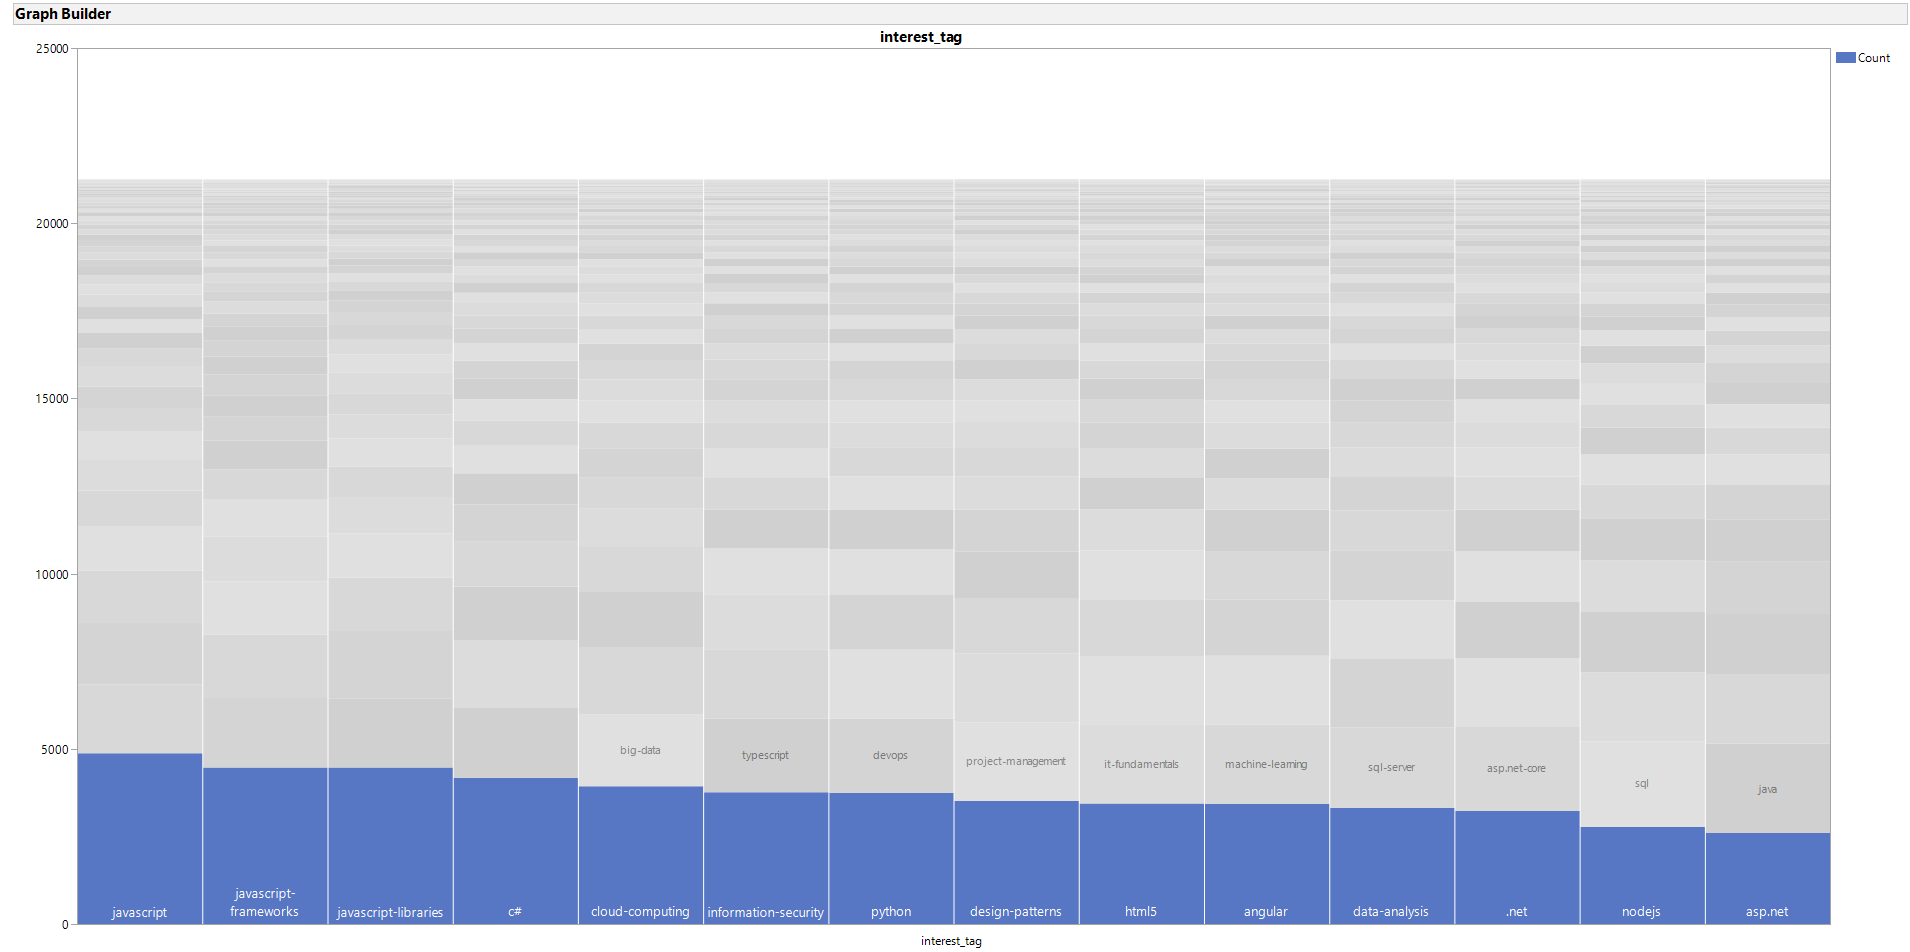 Graph Builder
interest_tag
25000
20000
15000
10000
5000
0
Count
big-data
typescript
devops
project-management
it-fundamentals
machine-learning
sql-server
asp.net-core
sql
java
javascript
javascript-
frameworks
javascript-libraries
c#
cloud-computing
information-security
python
design-patterns
html5
angular
data-analysis
.net
nodejs
asp.net
interest_tag